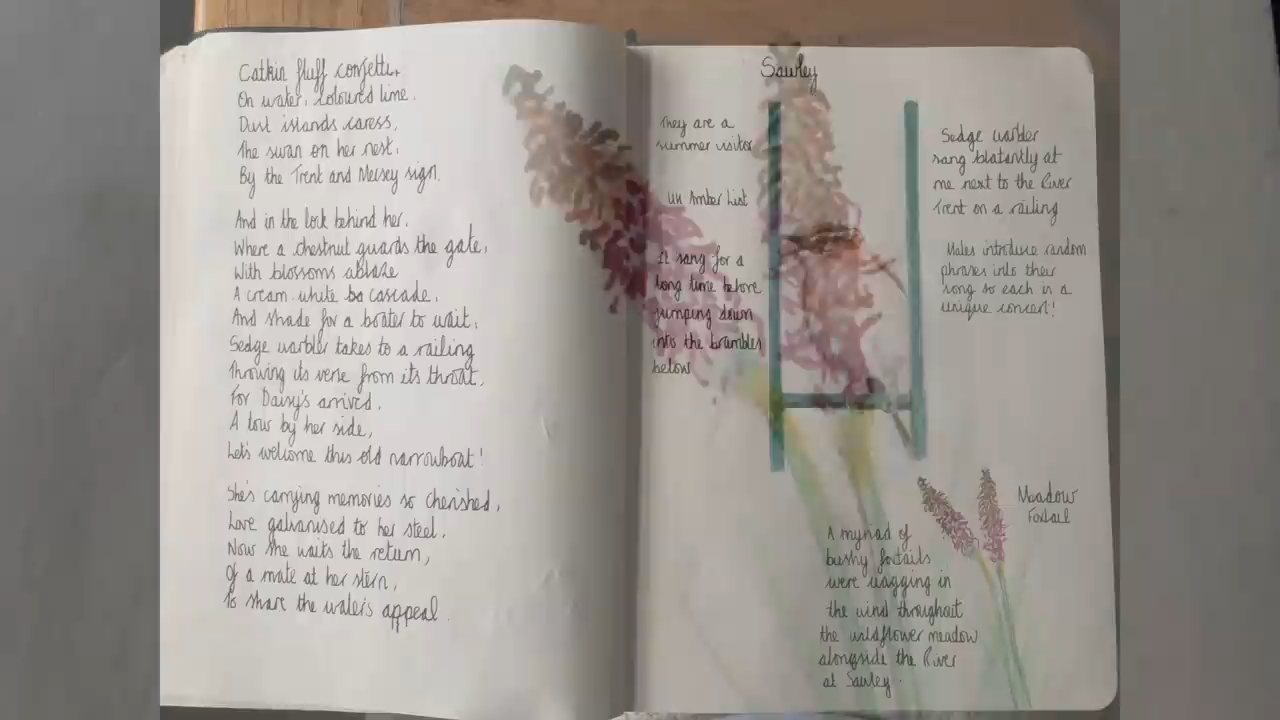 Catkin fluff confetti,
On water, coloured lime.
Dust islands caress,
The swan on her nest,
By the Trent and Mersey sign.
And in the lock behind her,
Where a chestnut guards the gate,
With blossoms ablaze
A cream-white cascade,
And shade for a boater to wait,
Sedge warbler takes to a railing
Throwing its verse from its throat,
For Daisy's arrived,
A tow by her side,
Let's welcome this old narrowboat!
She's carrying memories so cherished,
Love galvanised to her steel,
Now she waits the return,
Of a mate at her stern,
To share the water's appeal.
Sawley
They are a
summer visitor
UK Amber List
It sang for a
long time before
jumping down
into the brambles
below
Sedge warbler
sang blatantly at
me next to the River
Trent on a railing
Males introduce random
phrases into their
song so each is a
unique concert!
Meadow
Foxtail
A myriad of
bushy foxtails
were wagging in
the wind throughout
the wildflower meadow
alongside the River
at Sawley.